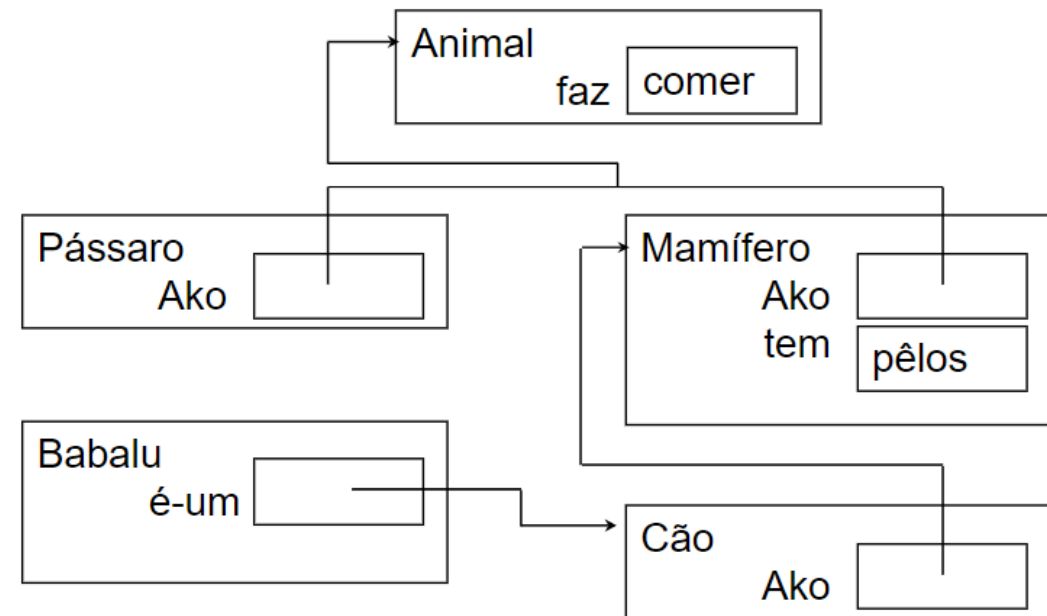 Animal
faz comer
Pássaro
Ako
Mamífero
Ako
tem pêlos
Babalu
é-um
Cão
Ako